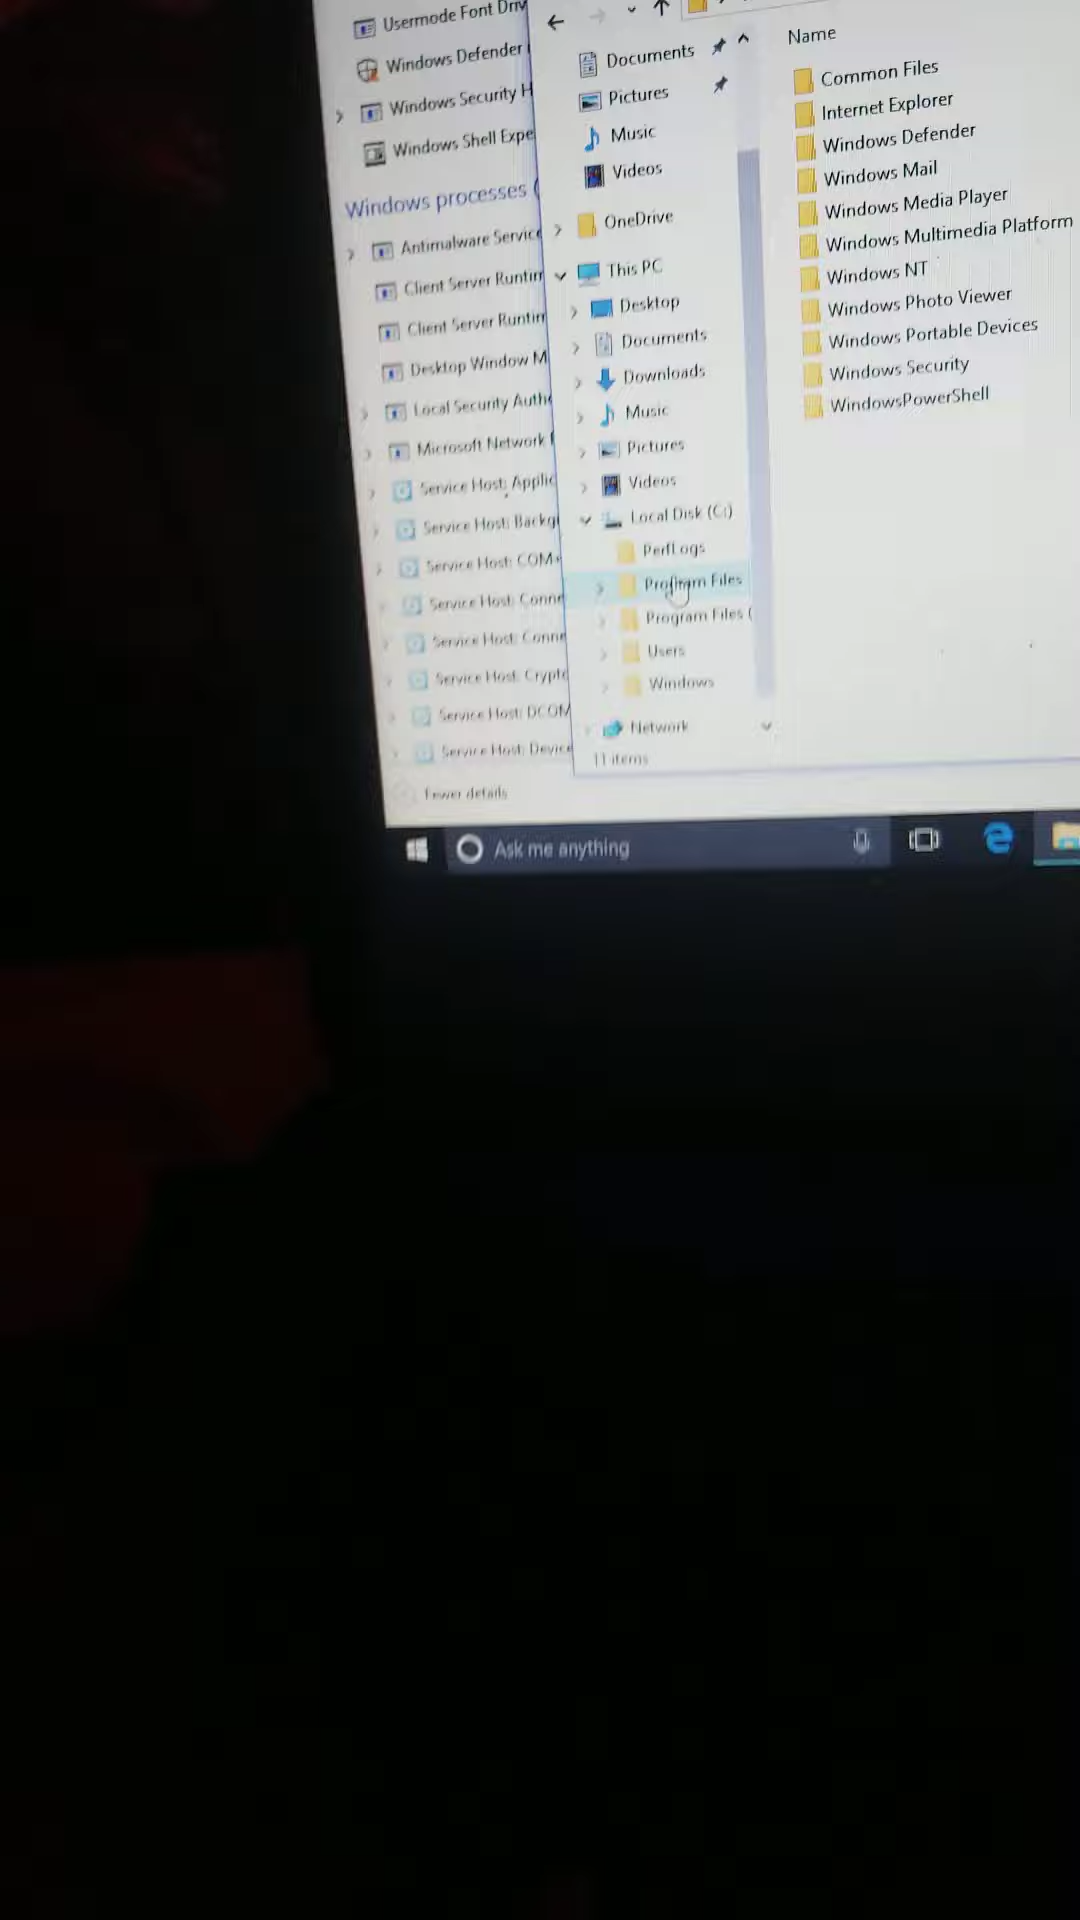 Usermode Font Driv
Windows Defender
Windows Security H
Windows Shell Expe
Windows processes (
Antimalware Service
Client Server Runtim
Client Server Runtim
Desktop Window M
Local Security Autho
Microsoft Network
Service Host: Applic
Service Host: Backg
Service Host: COM+
Service Host: Conne
Service Host: Conne
Service Host: Crypto
Service Host: DCOM
Service Host: Device
Fewer details
Documents
Pictures
Music
Videos
OneDrive
This PC
Desktop
Documents
Downloads
Music
Pictures
Videos
Local Disk (C:)
PerfLogs
Program Files
Program Files (
Users
Windows
Network
11 items
Name
Common Files
Internet Explorer
Windows Defender
Windows Mail
Windows Media Player
Windows Multimedia Platform
Windows NT
Windows Photo Viewer
Windows Portable Devices
Windows Security
WindowsPowerShell
Ask me anything